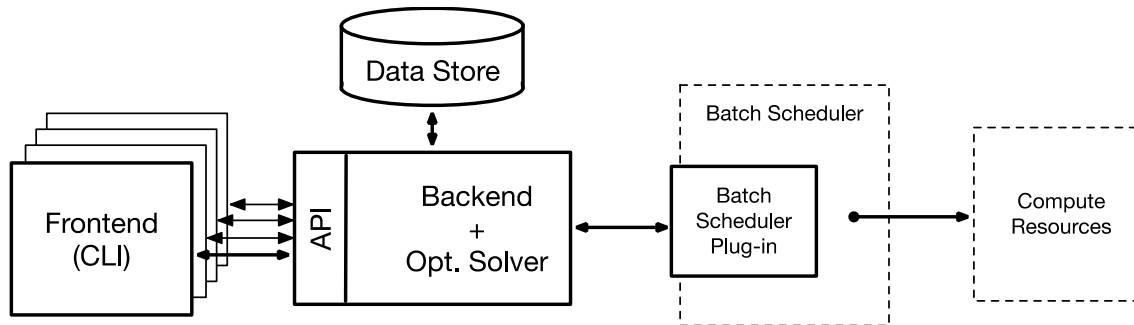 Data Store
Frontend
(CLI)
API
Backend
+
Opt. Solver
Batch Scheduler
Batch
Scheduler
Plug-in
Compute
Resources